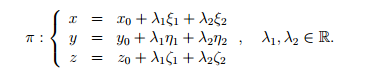 x = x₀ + λ₁ξ₁ + λ₂ξ₂
π : { y = y₀ + λ₁η₁ + λ₂η₂ , λ₁, λ₂ ∈ ℝ.
z = z₀ + λ₁ζ₁ + λ₂ζ₂